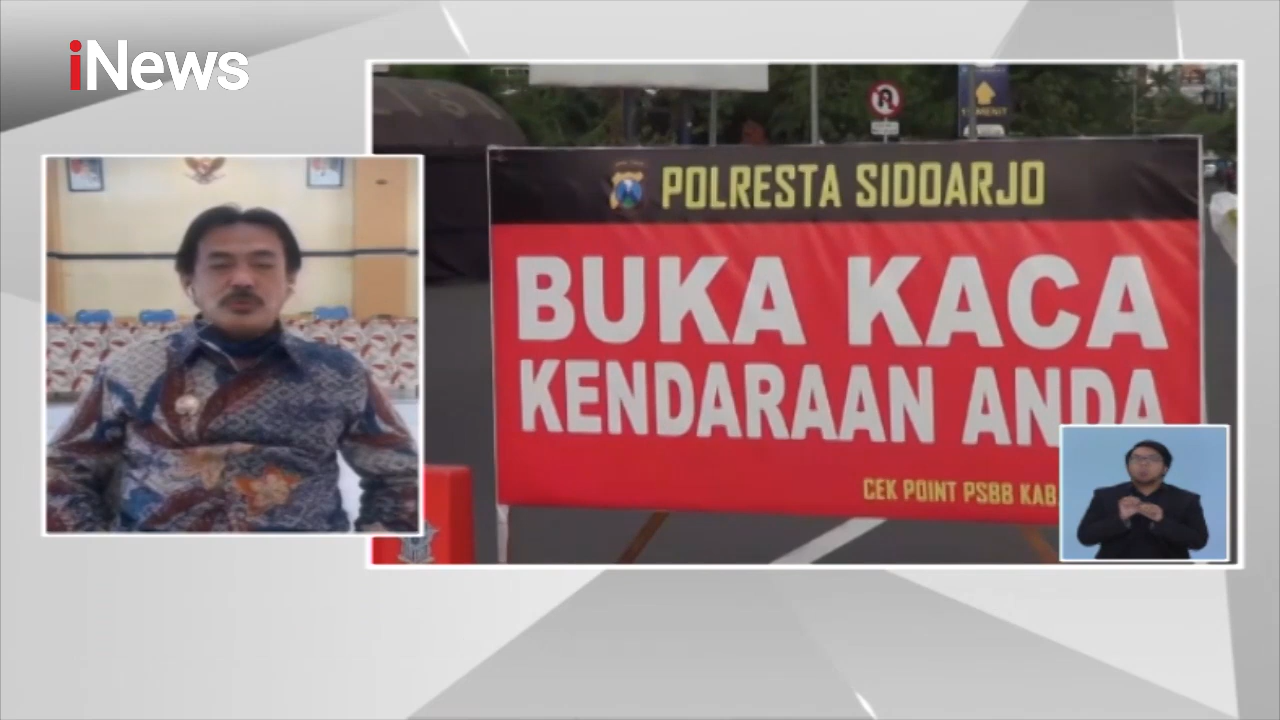 iNews
POLRESTA SIDOARJO
BUKA KACA
KENDARAAN ANDA
CEK POINT PSBB KAB